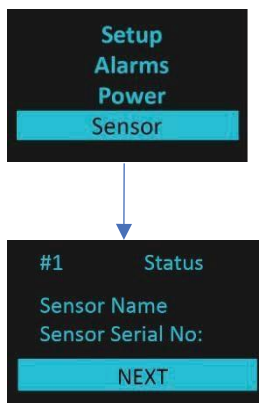 Setup
Alarms
Power
Sensor
#1 Status
Sensor Name
Sensor Serial No:
NEXT